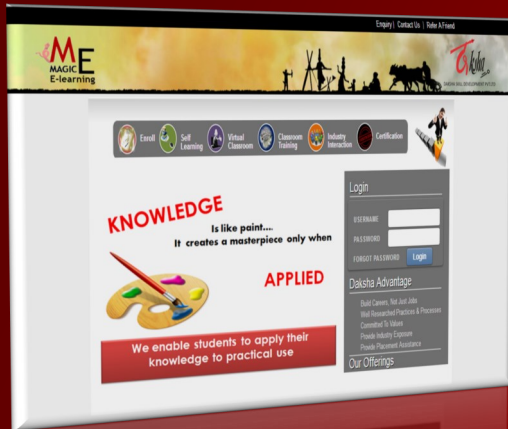 Enquiry | Contact Us | Refer A Friend
ME
MAGIC
E-learning
Enroll
Self
Learning
Virtual
Classroom
Classroom
Training
Industry
Interaction
Certification
KNOWLEDGE
Is like paint....
It creates a masterpiece only when
APPLIED
We enable students to apply their
knowledge to practical use
Login
USERNAME
PASSWORD
FORGOT PASSWORD Login
Daksha Advantage
Build Careers, Not Just Jobs
Well Researched Practices & Processes
Committed To Values
Provide Industry Exposure
Provide Placement Assistance
Our Offerings